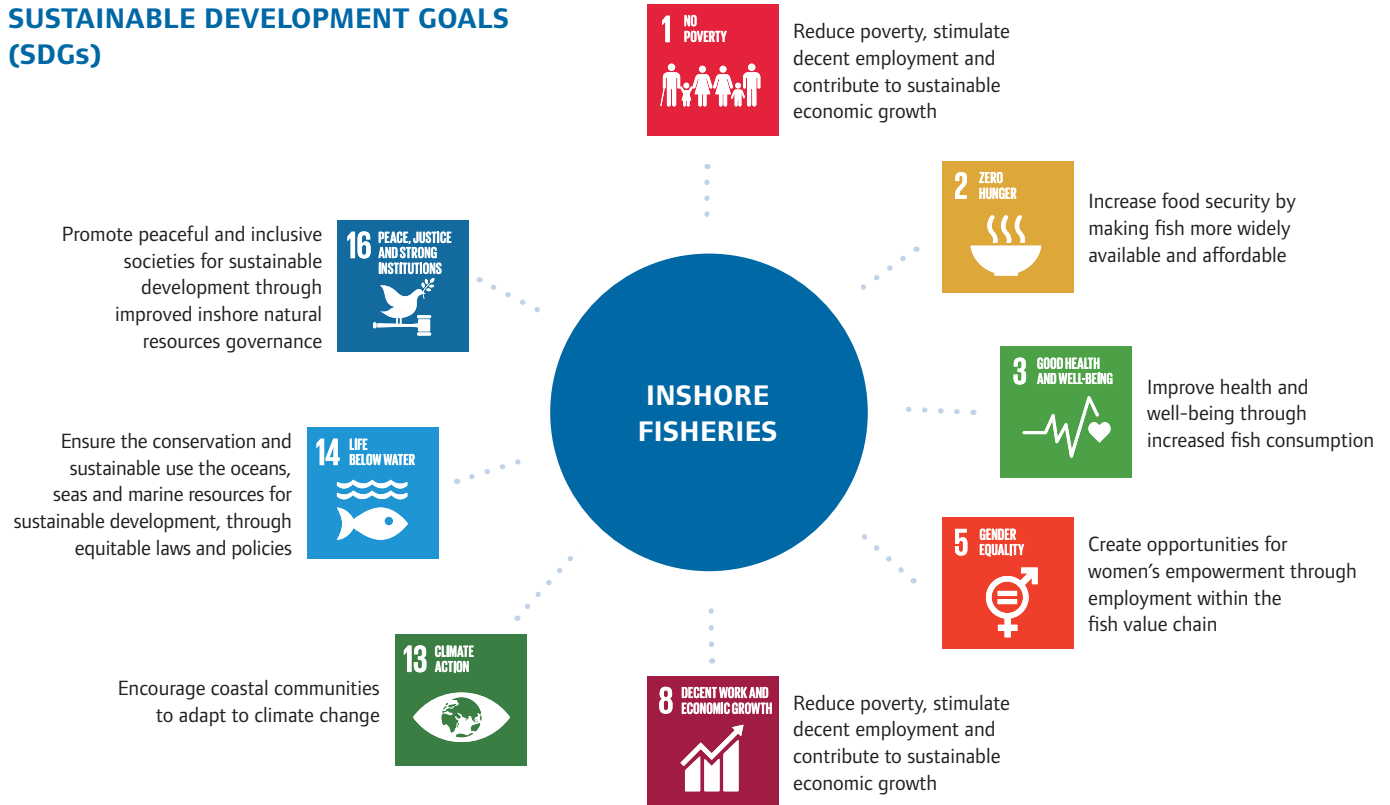 SUSTAINABLE DEVELOPMENT GOALS
(SDGs)
1 NO
POVERTY
Reduce poverty, stimulate
decent employment and
contribute to sustainable
economic growth
2 ZERO
HUNGER
Increase food security by
making fish more widely
available and affordable
3 GOOD HEALTH
AND WELL-BEING
Improve health and
well-being through
increased fish consumption
5 GENDER
EQUALITY
Create opportunities for
women's empowerment through
employment within the
fish value chain
8 DECENT WORK AND
ECONOMIC GROWTH
Reduce poverty, stimulate
decent employment and
contribute to sustainable
economic growth
13 CLIMATE
ACTION
Encourage coastal communities
to adapt to climate change
14 LIFE
BELOW WATER
Ensure the conservation and
sustainable use the oceans,
seas and marine resources for
sustainable development, through
equitable laws and policies
16 PEACE, JUSTICE
AND STRONG
INSTITUTIONS
Promote peaceful and inclusive
societies for sustainable
development through
improved inshore natural
resources governance
INSHORE
FISHERIES